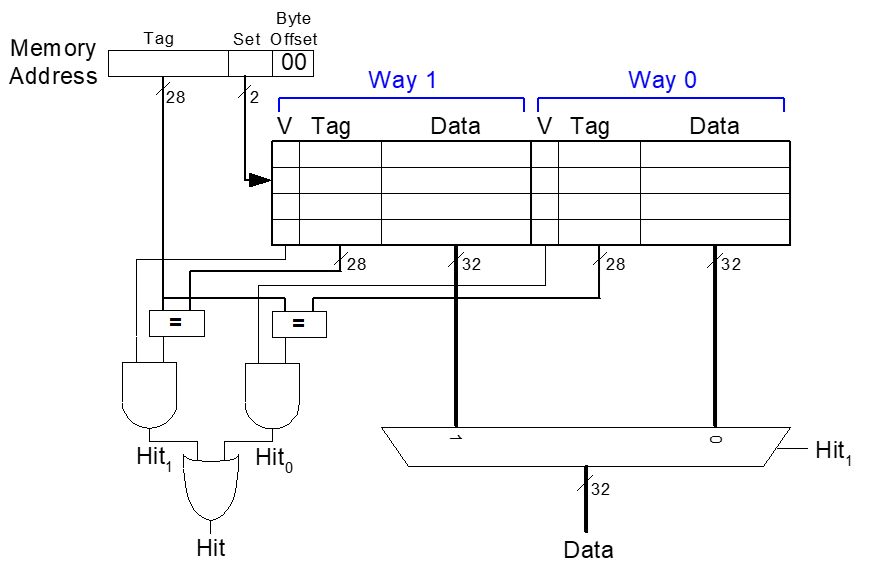 Byte
Tag Set Offset
Memory
Address
00
28 2
Way 1 Way 0
V Tag Data V Tag Data
28 32 28 32
= =
1 0
Hit1 Hit0 Hit1
32
Hit Data